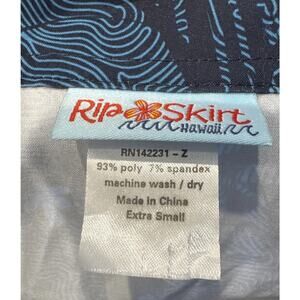 Rip Skirt
Hawaii
RN142231 - Z
93% poly 7% spandex
machine wash / dry
Made in China
Extra Small